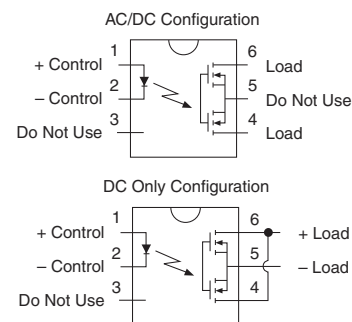 AC/DC Configuration
1 6
+ Control Load
2 5
– Control Do Not Use
3 4
Do Not Use Load
DC Only Configuration
1 6
+ Control + Load
2 5
– Control – Load
3 4
Do Not Use